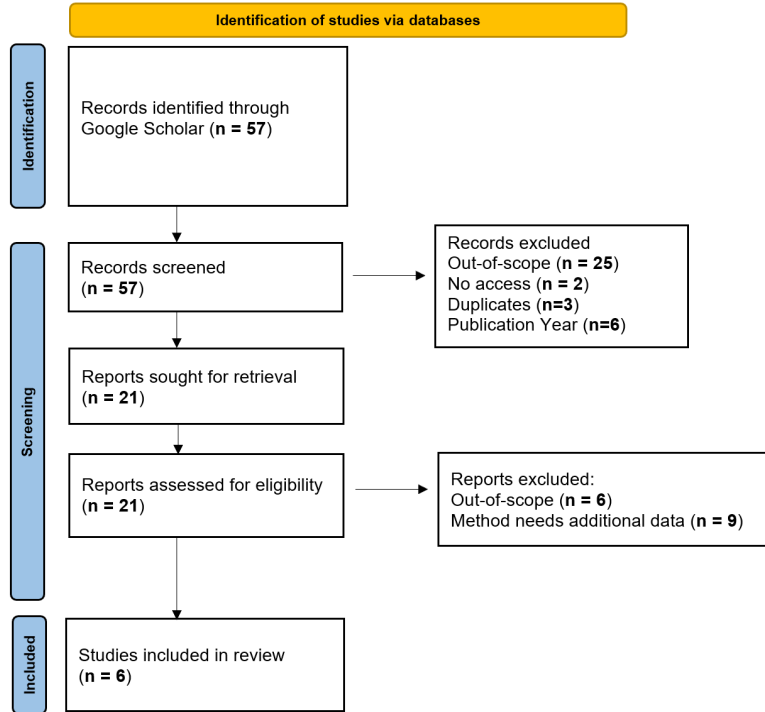 Identification of studies via databases
Identification
Records identified through
Google Scholar (n = 57)
Screening
Records screened
(n = 57)
Records excluded
Out-of-scope (n = 25)
No access (n = 2)
Duplicates (n=3)
Publication Year (n=6)
Reports sought for retrieval
(n = 21)
Reports assessed for eligibility
(n = 21)
Reports excluded:
Out-of-scope (n = 6)
Method needs additional data (n = 9)
Included
Studies included in review
(n = 6)